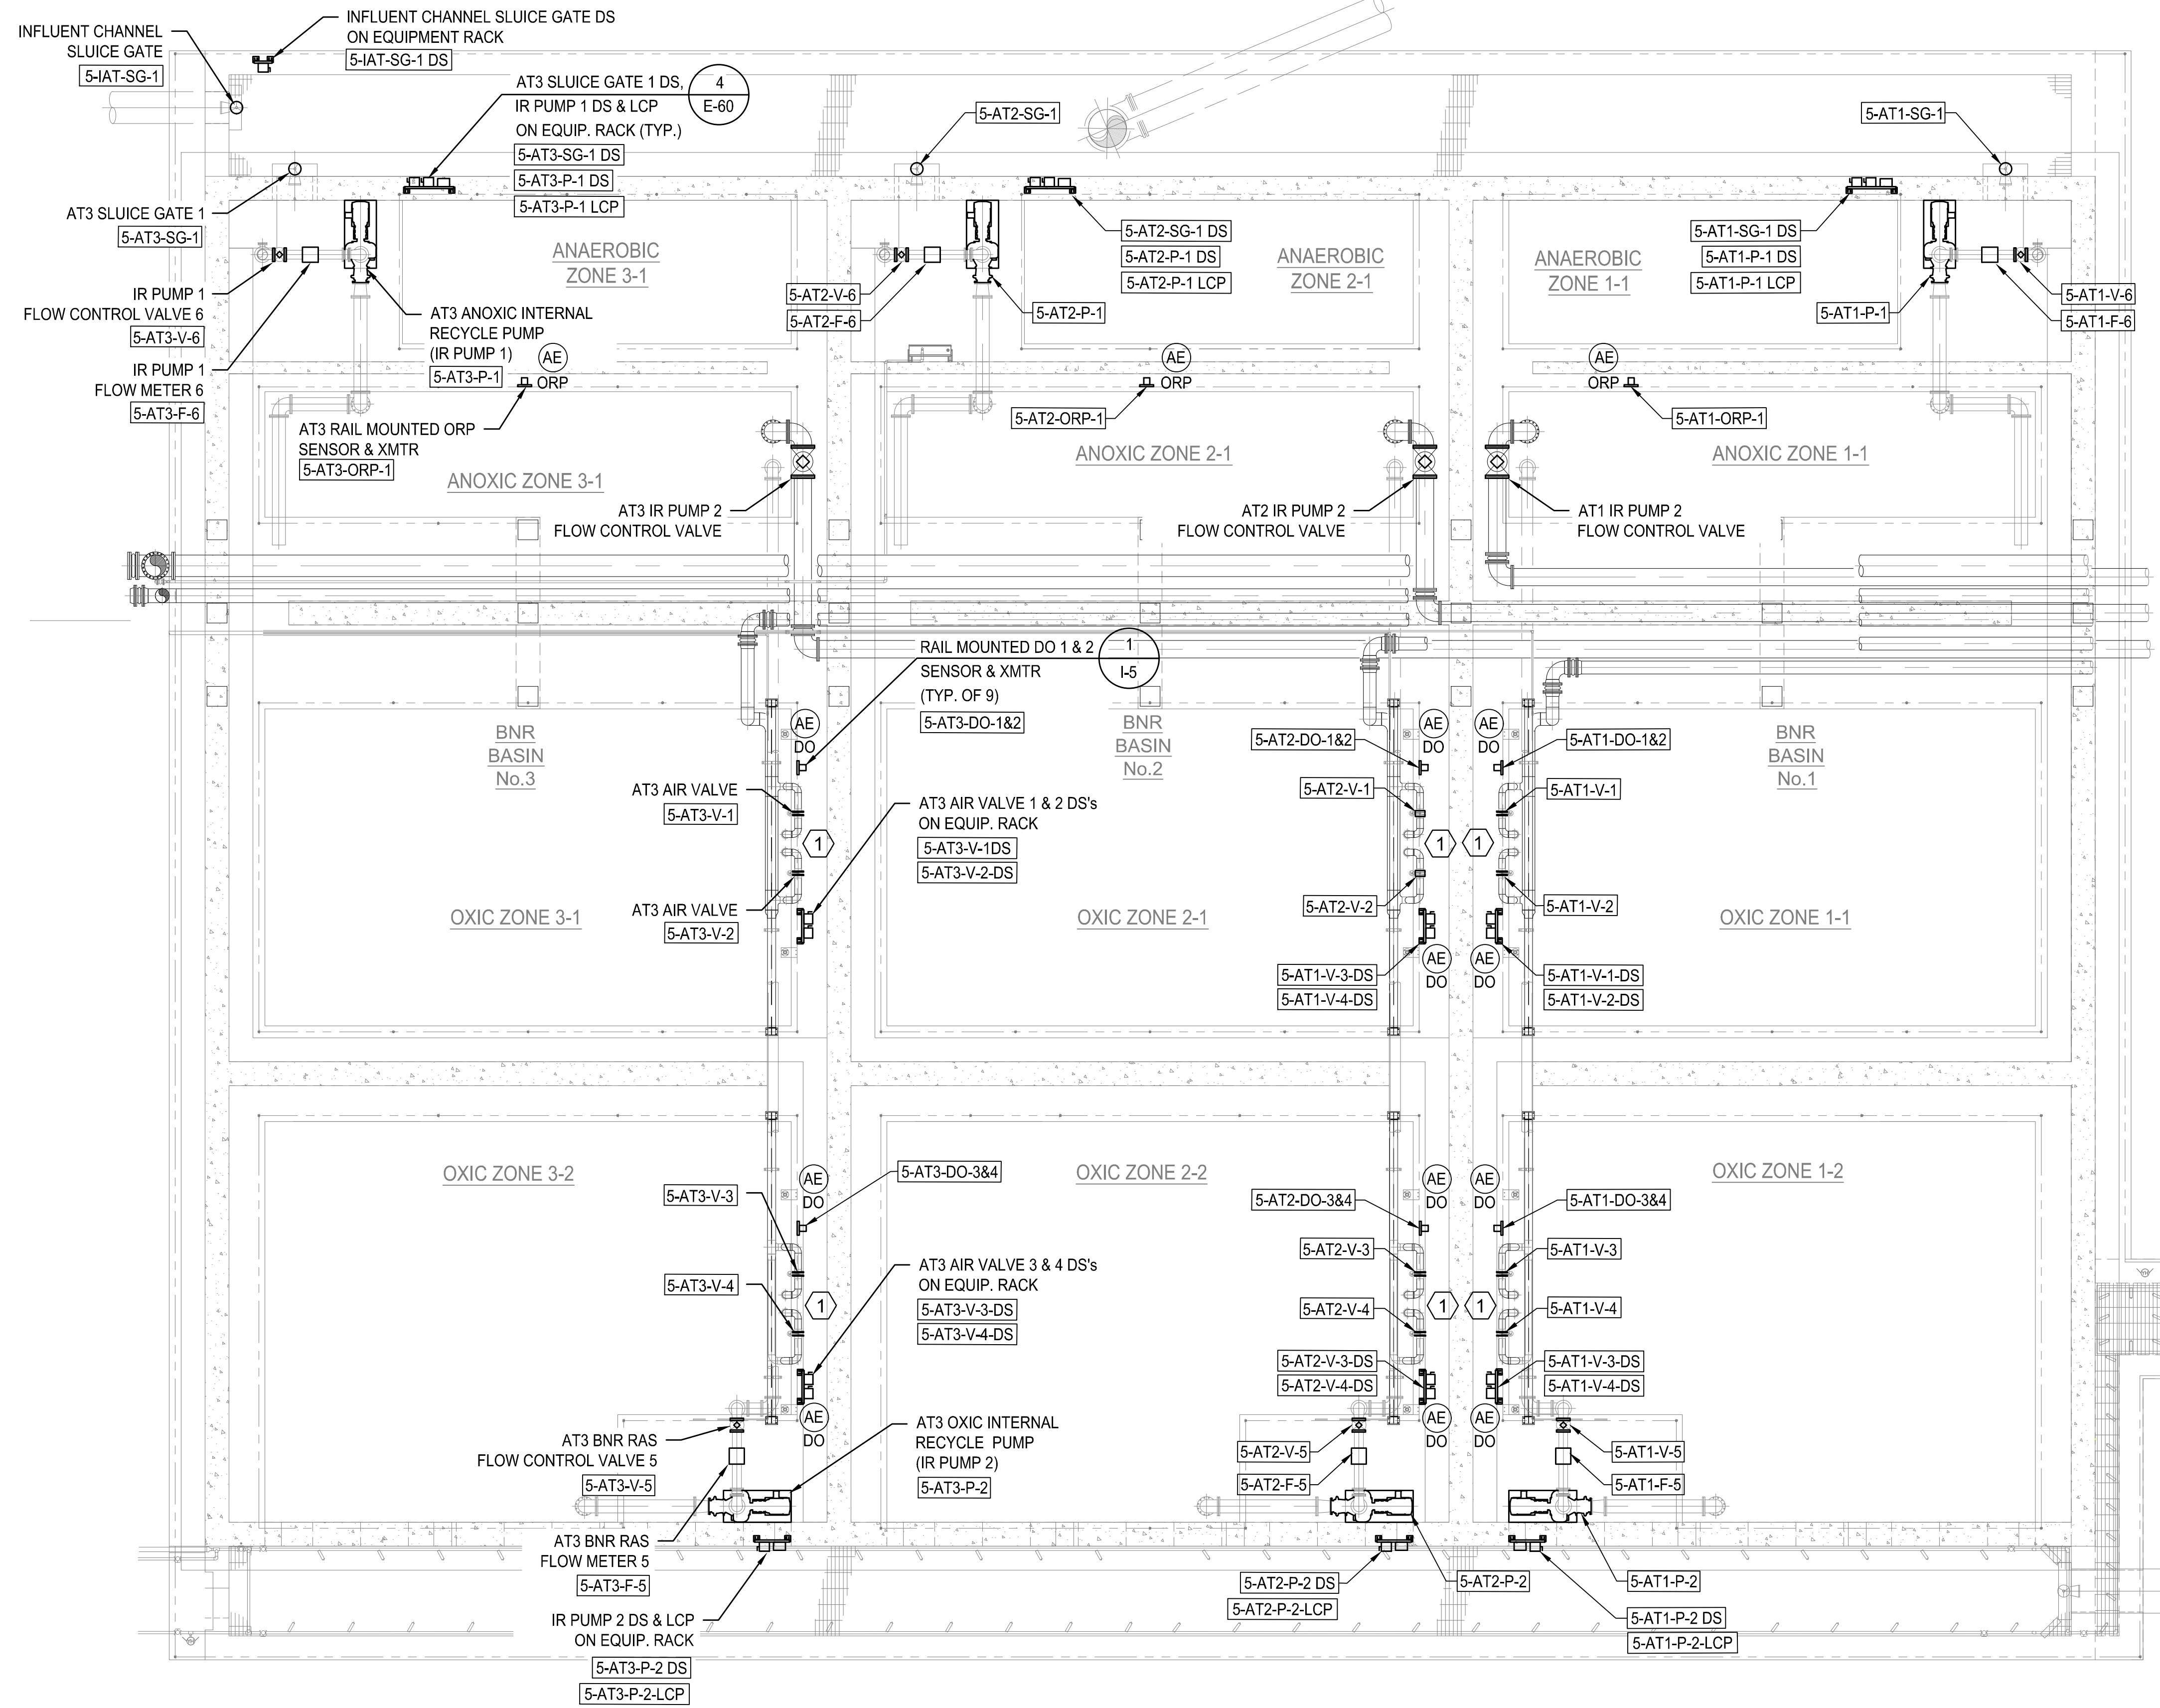 INFLUENT CHANNEL
SLUICE GATE
5-IAT-SG-1
INFLUENT CHANNEL SLUICE GATE DS
ON EQUIPMENT RACK
5-IAT-SG-1 DS
AT3 SLUICE GATE 1 DS,
IR PUMP 1 DS & LCP
ON EQUIP. RACK (TYP.)
5-AT3-SG-1 DS
5-AT3-P-1 DS
5-AT3-P-1 LCP
4
E-60
5-AT2-SG-1
5-AT1-SG-1
AT3 SLUICE GATE 1
5-AT3-SG-1
IR PUMP 1
FLOW CONTROL VALVE 6
5-AT3-V-6
IR PUMP 1
FLOW METER 6
5-AT3-F-6
AT3 ANOXIC INTERNAL
RECYCLE PUMP
(IR PUMP 1)
5-AT3-P-1
ANAEROBIC
ZONE 3-1
5-AT2-V-6
5-AT2-F-6
5-AT2-P-1
5-AT2-SG-1 DS
5-AT2-P-1 DS
5-AT2-P-1 LCP
ANAEROBIC
ZONE 2-1
ANAEROBIC
ZONE 1-1
5-AT1-SG-1 DS
5-AT1-P-1 DS
5-AT1-P-1 LCP
5-AT1-P-1
5-AT1-V-6
5-AT1-F-6
AE
ORP
AT3 RAIL MOUNTED ORP
SENSOR & XMTR
5-AT3-ORP-1
AE
ORP
5-AT2-ORP-1
AE
ORP
5-AT1-ORP-1
ANOXIC ZONE 3-1
ANOXIC ZONE 2-1
ANOXIC ZONE 1-1
AT3 IR PUMP 2
FLOW CONTROL VALVE
AT2 IR PUMP 2
FLOW CONTROL VALVE
AT1 IR PUMP 2
FLOW CONTROL VALVE
RAIL MOUNTED DO 1 & 2
SENSOR & XMTR
(TYP. OF 9)
5-AT3-DO-1&2
1
I-5
BNR
BASIN
No.3
BNR
BASIN
No.2
BNR
BASIN
No.1
AE
DO
AE
DO
AE
DO
5-AT2-DO-1&2
5-AT1-DO-1&2
AT3 AIR VALVE
5-AT3-V-1
AT3 AIR VALVE
5-AT3-V-2
1
AT3 AIR VALVE 1 & 2 DS's
ON EQUIP. RACK
5-AT3-V-1DS
5-AT3-V-2-DS
5-AT2-V-1
5-AT2-V-2
1
1
5-AT1-V-1
5-AT1-V-2
OXIC ZONE 3-1
OXIC ZONE 2-1
OXIC ZONE 1-1
5-AT1-V-3-DS
5-AT1-V-4-DS
AE
DO
AE
DO
5-AT1-V-1-DS
5-AT1-V-2-DS
OXIC ZONE 3-2
OXIC ZONE 2-2
OXIC ZONE 1-2
AE
DO
5-AT3-DO-3&4
5-AT2-DO-3&4
AE
DO
AE
DO
5-AT1-DO-3&4
5-AT3-V-3
5-AT3-V-4
1
AT3 AIR VALVE 3 & 4 DS's
ON EQUIP. RACK
5-AT3-V-3-DS
5-AT3-V-4-DS
5-AT2-V-3
5-AT2-V-4
1
1
5-AT1-V-3
5-AT1-V-4
5-AT2-V-3-DS
5-AT2-V-4-DS
5-AT1-V-3-DS
5-AT1-V-4-DS
AE
DO
AE
DO
AE
DO
AT3 BNR RAS
FLOW CONTROL VALVE 5
5-AT3-V-5
AT3 OXIC INTERNAL
RECYCLE PUMP
(IR PUMP 2)
5-AT3-P-2
5-AT2-V-5
5-AT2-F-5
5-AT1-V-5
5-AT1-F-5
AT3 BNR RAS
FLOW METER 5
5-AT3-F-5
IR PUMP 2 DS & LCP
ON EQUIP. RACK
5-AT3-P-2 DS
5-AT3-P-2-LCP
5-AT2-P-2 DS
5-AT2-P-2-LCP
5-AT2-P-2
5-AT1-P-2
5-AT1-P-2 DS
5-AT1-P-2-LCP